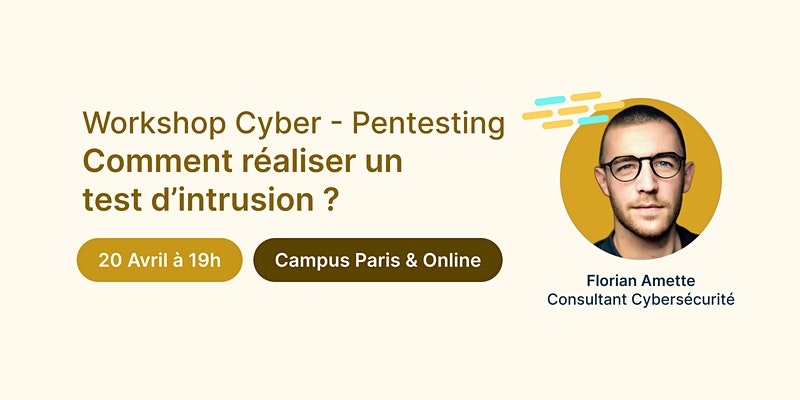 Workshop Cyber - Pentesting
Comment réaliser un
test d’intrusion ?
20 Avril à 19h
Campus Paris & Online
Florian Amette
Consultant Cybersécurité